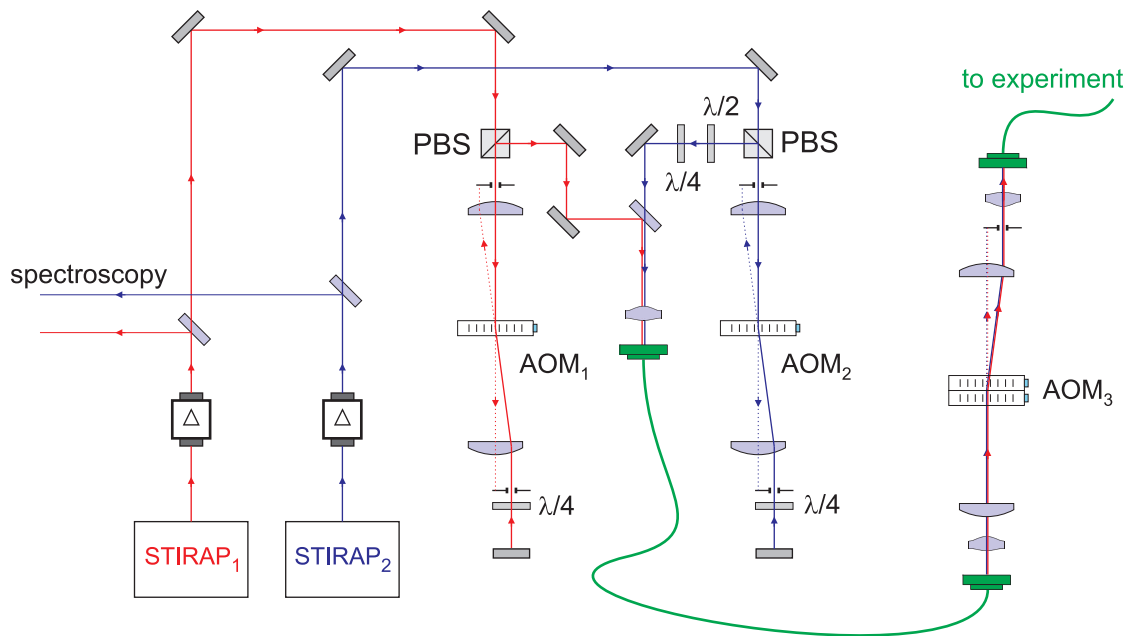 to experiment
λ/2
PBS
PBS
λ/4
spectroscopy
AOM₁
AOM₂
AOM₃
Δ
Δ
λ/4
λ/4
STIRAP₁
STIRAP₂